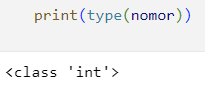 print(type(nomor))
<class 'int'>